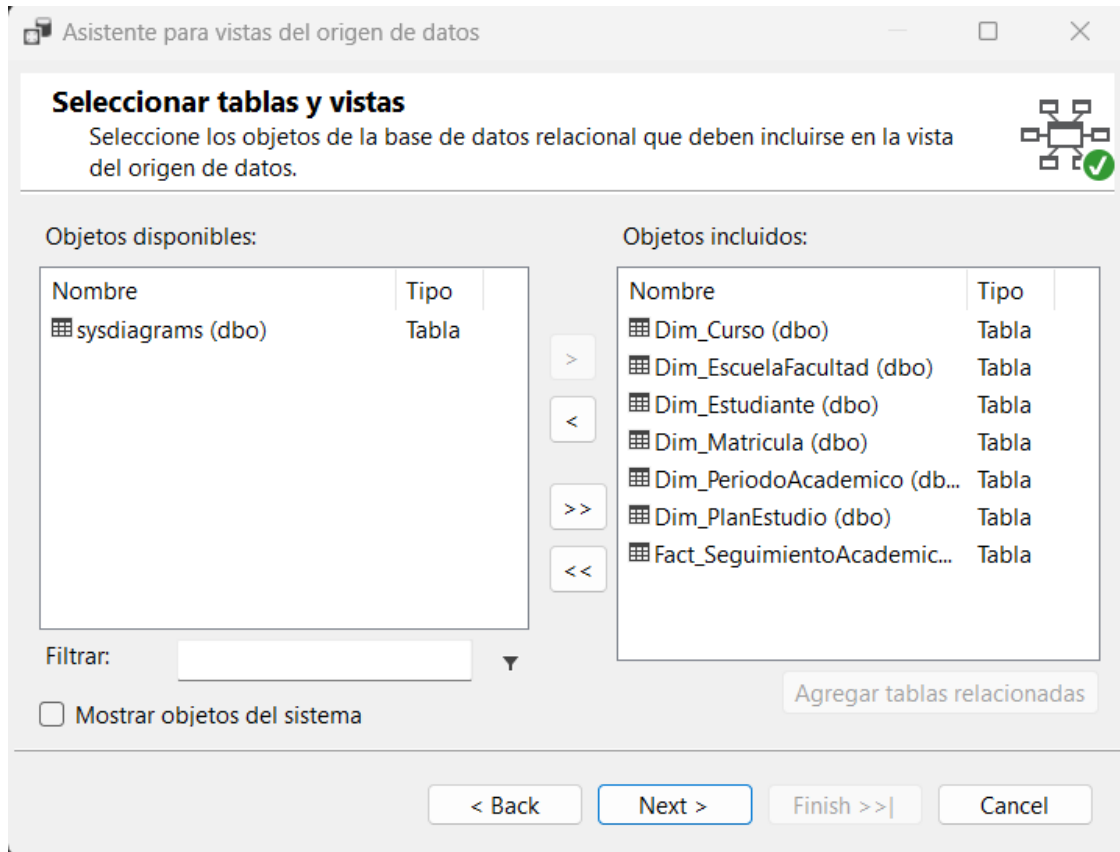 Asistente para vistas del origen de datos
Seleccionar tablas y vistas
Seleccione los objetos de la base de datos relacional que deben incluirse en la vista
del origen de datos.
Objetos disponibles:
Nombre Tipo
sysdiagrams (dbo) Tabla
>
<
>>
<<
Objetos incluidos:
Nombre Tipo
Dim_Curso (dbo) Tabla
Dim_EscuelaFacultad (dbo) Tabla
Dim_Estudiante (dbo) Tabla
Dim_Matricula (dbo) Tabla
Dim_PeriodoAcademico (db... Tabla
Dim_PlanEstudio (dbo) Tabla
Fact_SeguimientoAcademic... Tabla
Filtrar:
Agregar tablas relacionadas
Mostrar objetos del sistema
< Back Next > Finish >>| Cancel